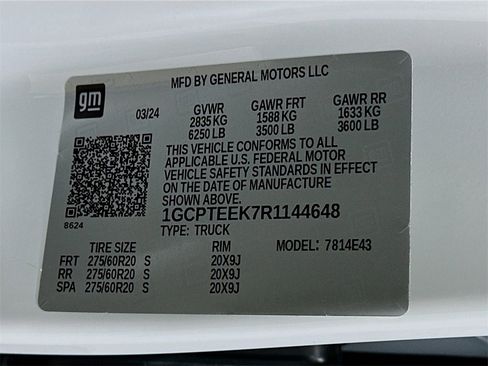 gm
MFD BY GENERAL MOTORS LLC
03/24 GVWR GAWR FRT GAWR RR
2835 KG 1588 KG 1633 KG
6250 LB 3500 LB 3600 LB
THIS VEHICLE CONFORMS TO ALL
APPLICABLE U.S. FEDERAL MOTOR
VEHICLE SAFETY STANDARDS IN EFFECT
ON THE DATE OF MANUFACTURE
SHOWN ABOVE.
1GCPTEEK7R1144648
8624 TYPE: TRUCK
TIRE SIZE RIM MODEL: 7814E43
FRT 275/60R20 S 20X9J
RR 275/60R20 S 20X9J
SPA 275/60R20 S 20X9J